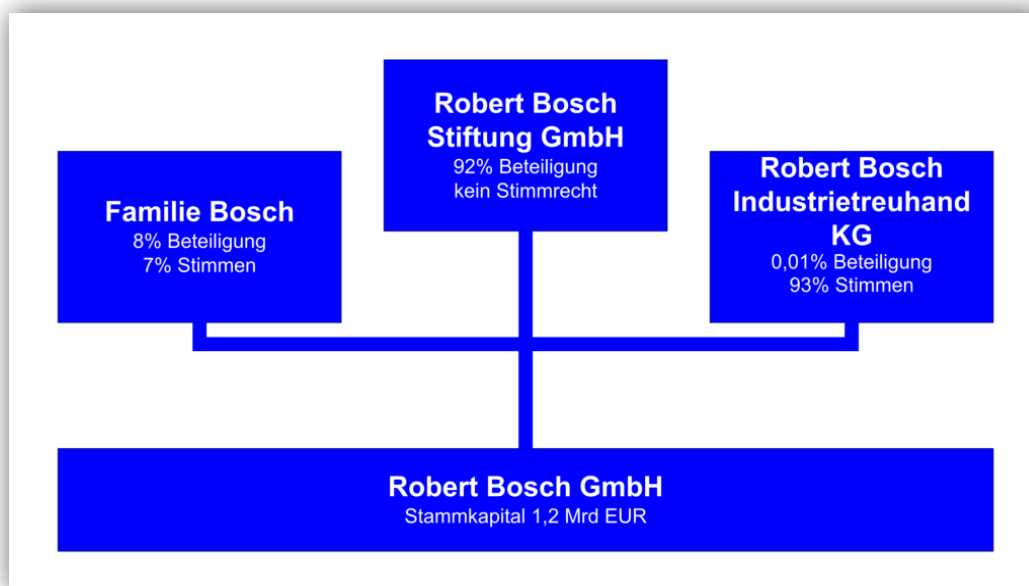 Robert Bosch
Stiftung GmbH
92% Beteiligung
kein Stimmrecht
Familie Bosch
8% Beteiligung
7% Stimmen
Robert Bosch
Industrietreuhand
KG
0,01% Beteiligung
93% Stimmen
Robert Bosch GmbH
Stammkapital 1,2 Mrd EUR